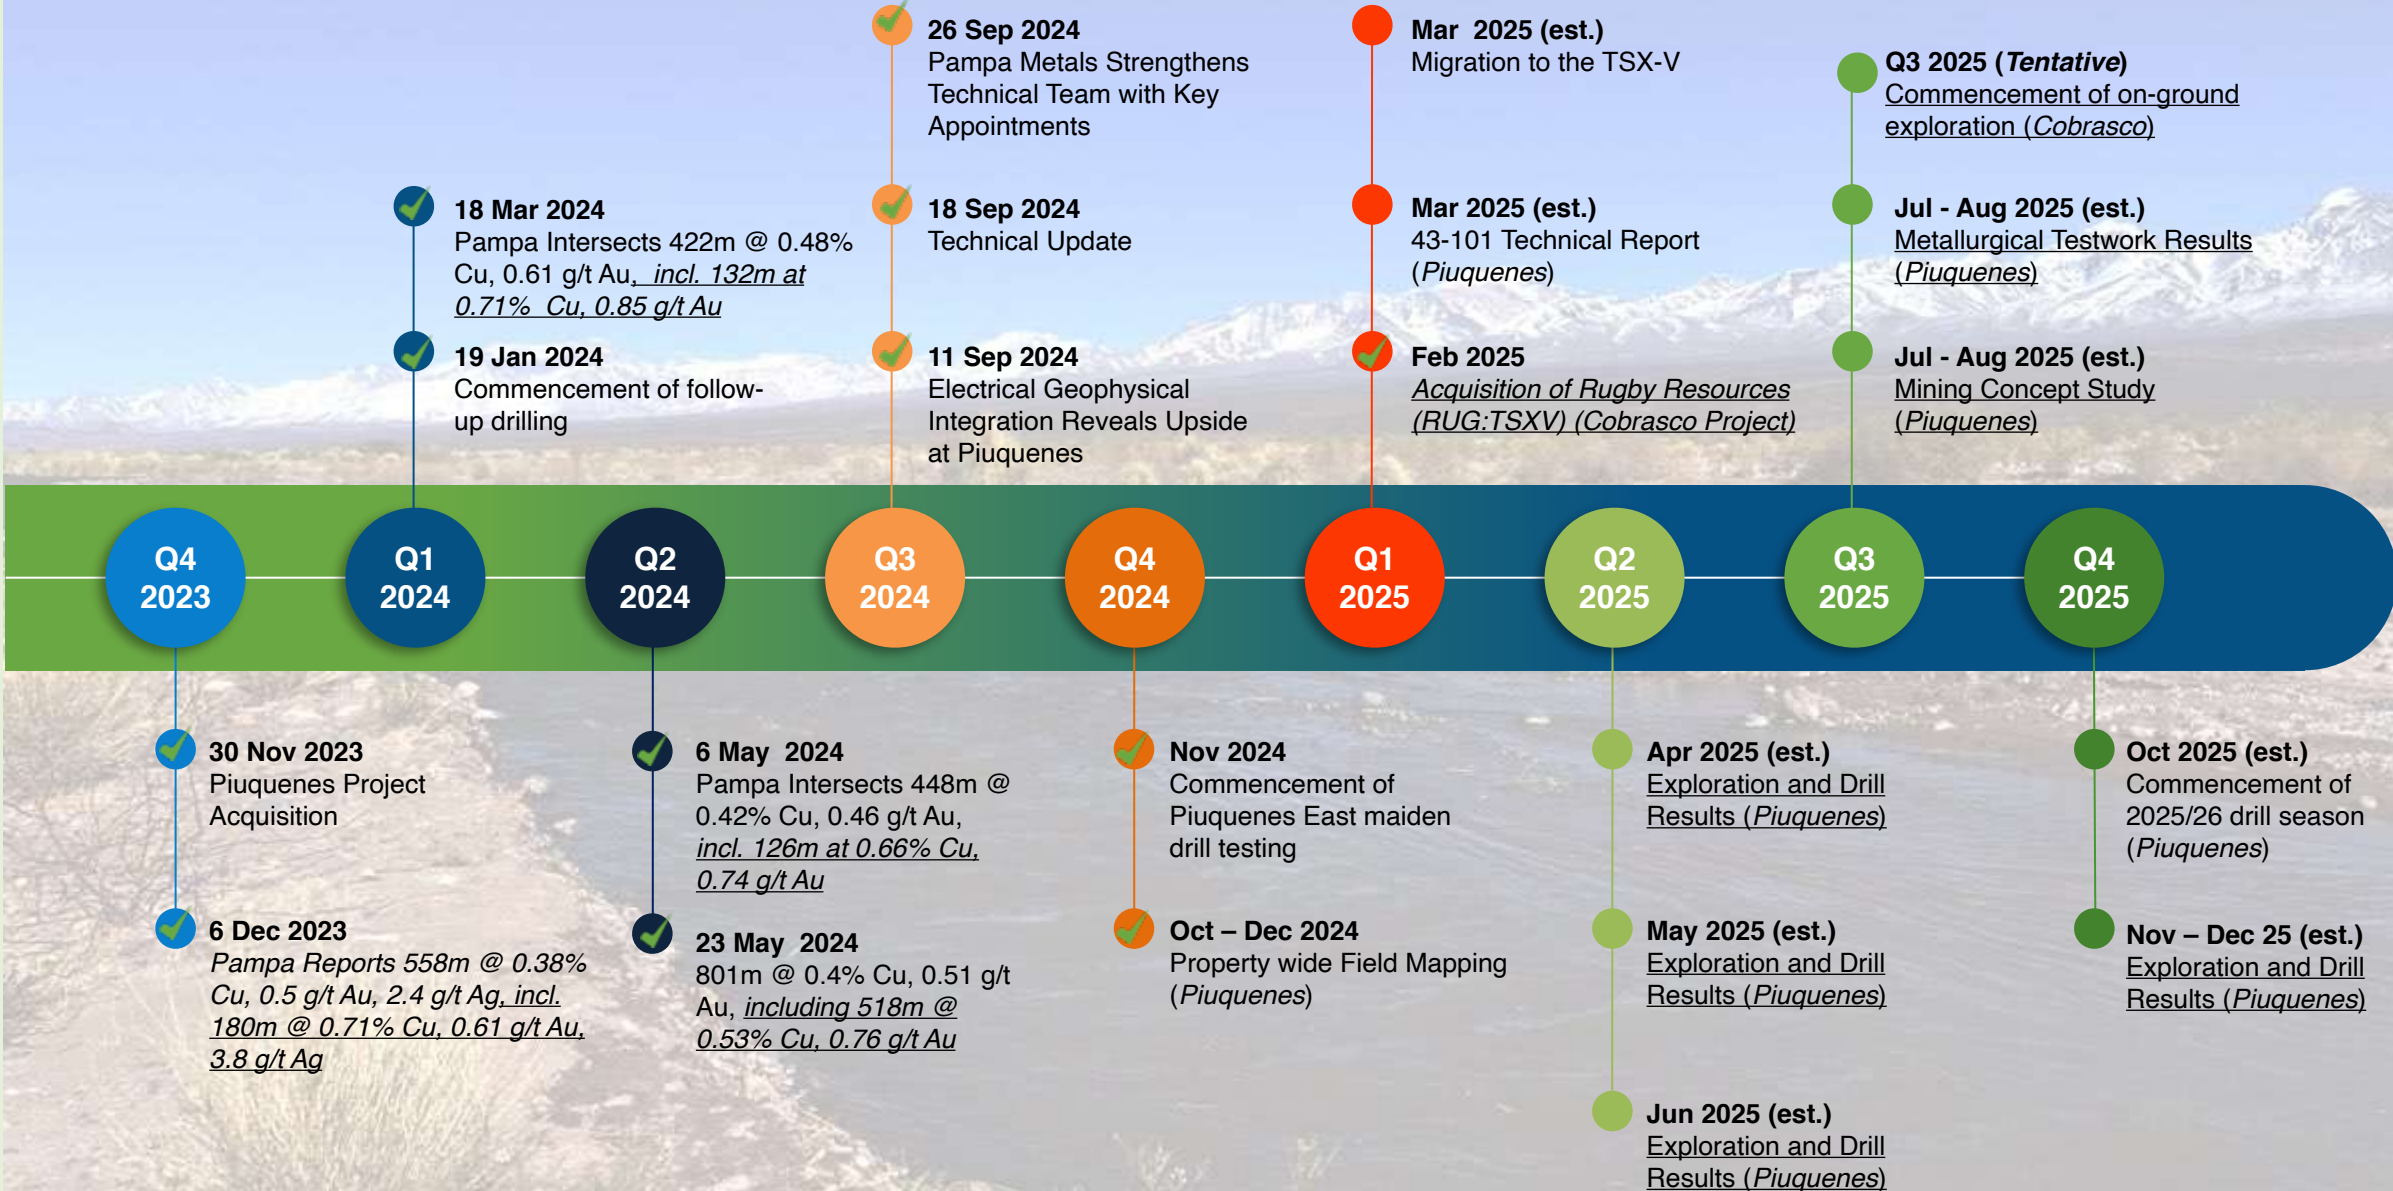 26 Sep 2024
Pampa Metals Strengthens
Technical Team with Key
Appointments
Mar  2025 (est.)
Migration to the TSX-V
Q3 2025 (Tentative)
Commencement of on-ground
exploration (Cobrasco)
18 Mar 2024
Pampa Intersects 422m @ 0.48%
Cu, 0.61 g/t Au, incl. 132m at
0.71%  Cu, 0.85 g/t Au
18 Sep 2024
Technical Update
Mar 2025 (est.)
43-101 Technical Report
(Piuquenes)
Jul - Aug 2025 (est.)
Metallurgical Testwork Results
(Piuquenes)
19 Jan 2024
Commencement of follow-
up drilling
11 Sep 2024
Electrical Geophysical
Integration Reveals Upside
at Piuquenes
Feb 2025
Acquisition of Rugby Resources
(RUG:TSXV) (Cobrasco Project)
Jul - Aug 2025 (est.)
Mining Concept Study
(Piuquenes)
Q4
2023
Q1
2024
Q2
2024
Q3
2024
Q4
2024
Q1
2025
Q2
2025
Q3
2025
Q4
2025
30 Nov 2023
Piuquenes Project
Acquisition
6 Dec 2023
Pampa Reports 558m @ 0.38%
Cu, 0.5 g/t Au, 2.4 g/t Ag, incl.
180m @ 0.71% Cu, 0.61 g/t Au,
3.8 g/t Ag
6 May  2024
Pampa Intersects 448m @
0.42% Cu, 0.46 g/t Au,
incl. 126m at 0.66% Cu,
0.74 g/t Au
23 May  2024
801m @ 0.4% Cu, 0.51 g/t
Au, including 518m @
0.53% Cu, 0.76 g/t Au
Nov 2024
Commencement of
Piuquenes East maiden
drill testing
Oct – Dec 2024
Property wide Field Mapping
(Piuquenes)
Apr 2025 (est.)
Exploration and Drill
Results (Piuquenes)
May 2025 (est.)
Exploration and Drill
Results (Piuquenes)
Jun 2025 (est.)
Exploration and Drill
Results (Piuquenes)
Oct 2025 (est.)
Commencement of
2025/26 drill season
(Piuquenes)
Nov – Dec 25 (est.)
Exploration and Drill
Results (Piuquenes)